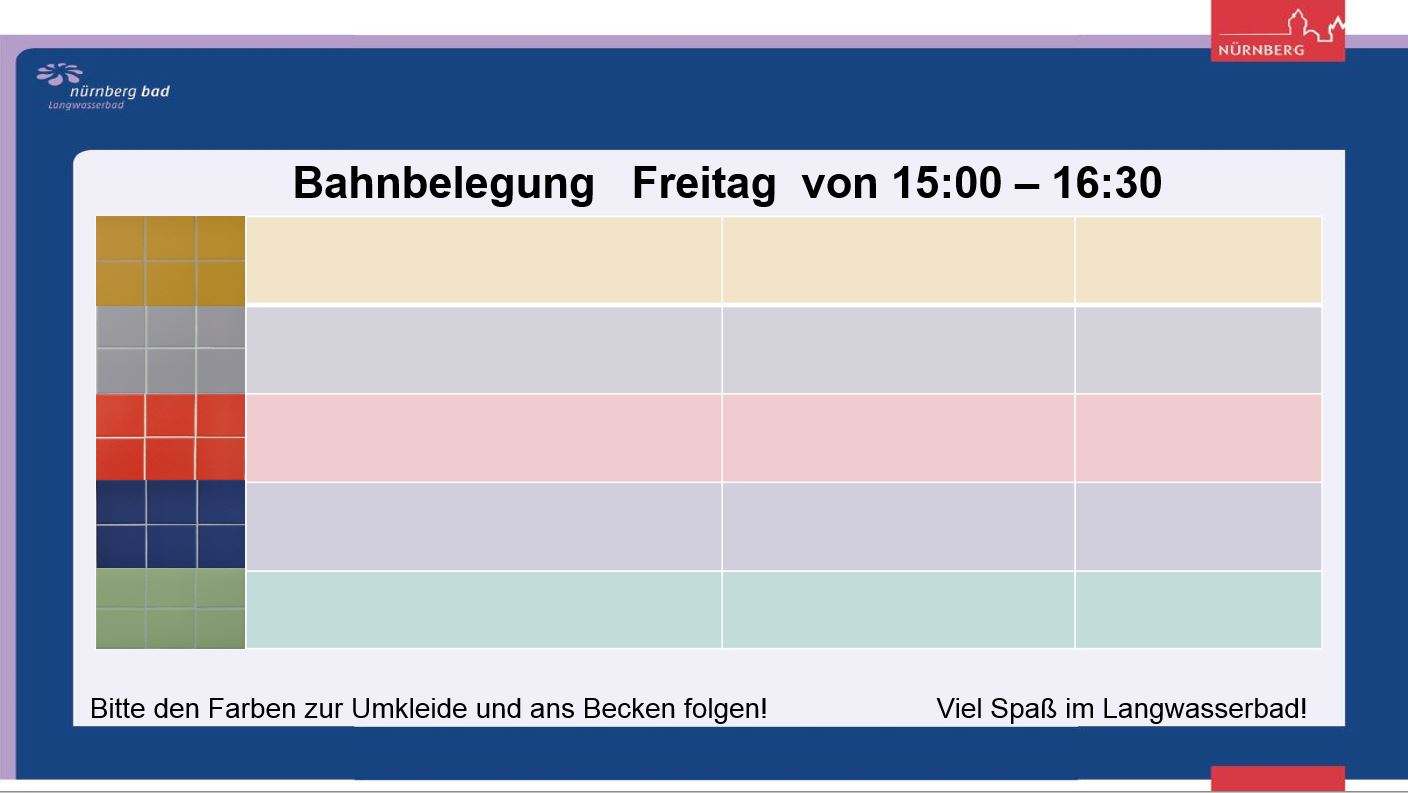 NÜRNBERG
nürnberg bad
Langwasserbad
Bahnbelegung Freitag von 15:00 – 16:30
Bitte den Farben zur Umkleide und ans Becken folgen!
Viel Spaß im Langwasserbad!